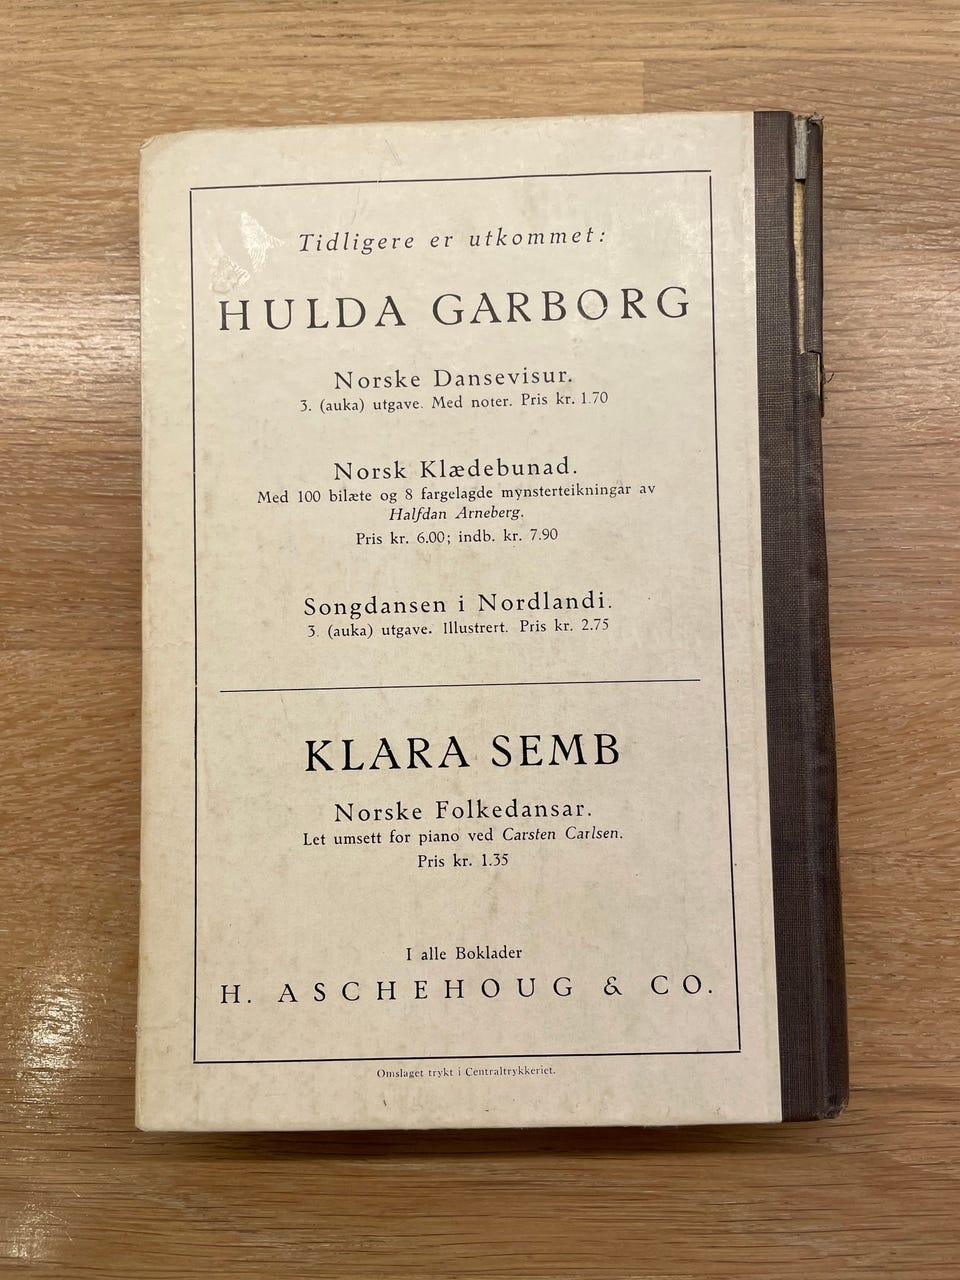 Tidligere er utkommet:
HULDA GARBORG
Norske Dansevisur.
3. (auka) utgave. Med noter. Pris kr. 1.70
Norsk Klædebunad.
Med 100 bilæte og 8 fargelagde mynsterteikningar av
Halfdan Arneberg.
Pris kr. 6.00; indb. kr. 7.90
Songdansen i Nordlandi.
3. (auka) utgave. Illustrert. Pris kr. 2.75
KLARA SEMB
Norske Folkedansar.
Let umsett for piano ved Carsten Carlsen.
Pris kr. 1.35
I alle Boklader
H. ASCHEHOUG & CO.
Omslaget trykt i Centraltrykkeriet.